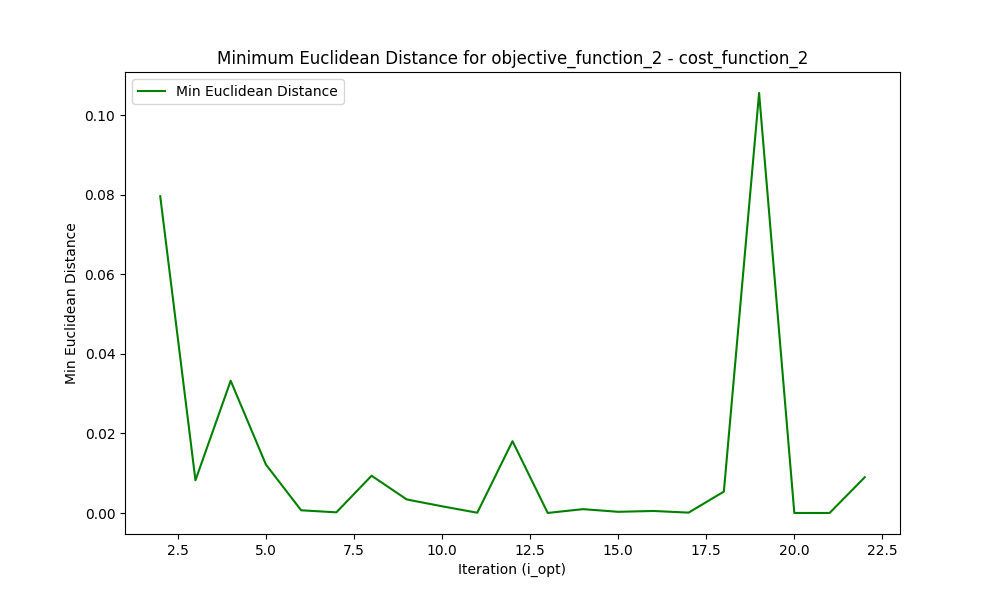 Minimum Euclidean Distance for objective_function_2 - cost_function_2
Min Euclidean Distance
Min Euclidean Distance
0.10
0.08
0.06
0.04
0.02
0.00
2.5 5.0 7.5 10.0 12.5 15.0 17.5 20.0 22.5
Iteration (i_opt)